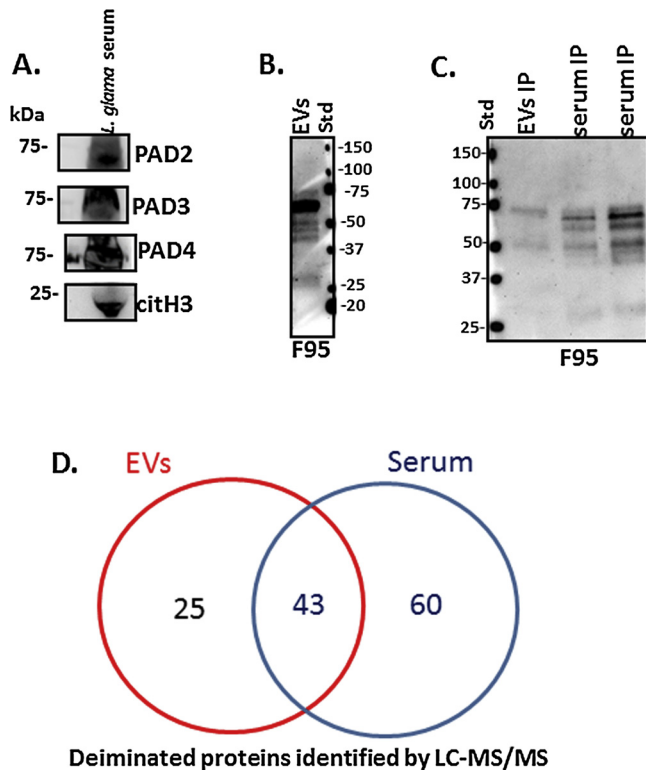 A.
L. glama serum
kDa
75-
PAD2
75-
PAD3
75-
PAD4
25-
citH3
B.
EVs
Std
-150
-100
-75
-50
-37
-25
-20
F95
C.
Std
EVs IP
serum IP
serum IP
150-
100-
75-
50-
37-
25-
F95
D.
EVs
Serum
25
43
60
Deiminated proteins identified by LC-MS/MS